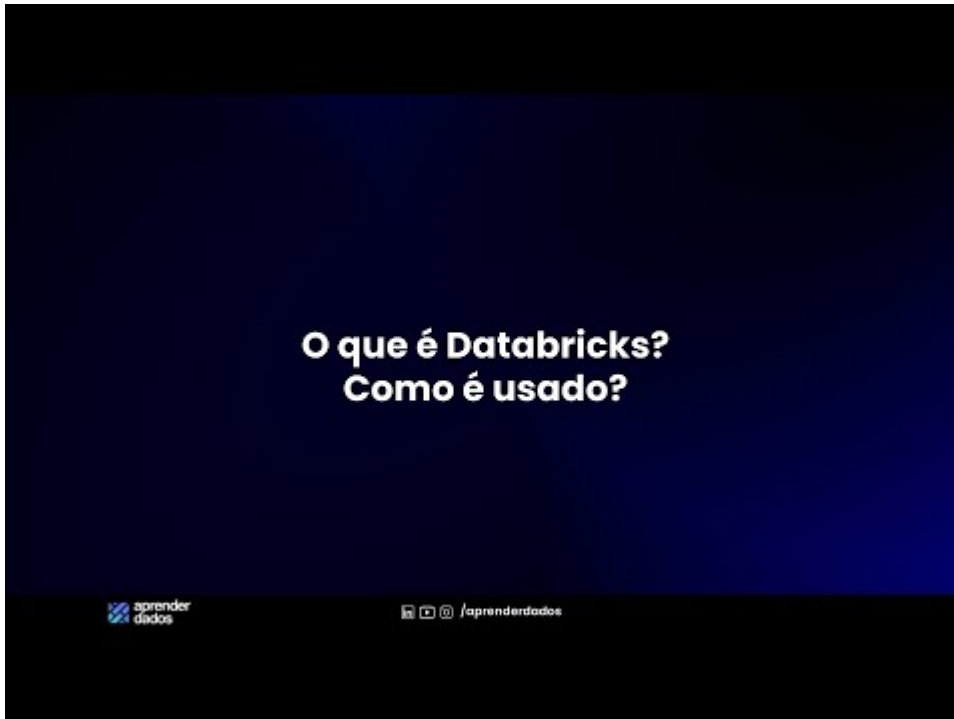 O que é Databricks?
Como é usado?
aprender
dados
/aprenderdados